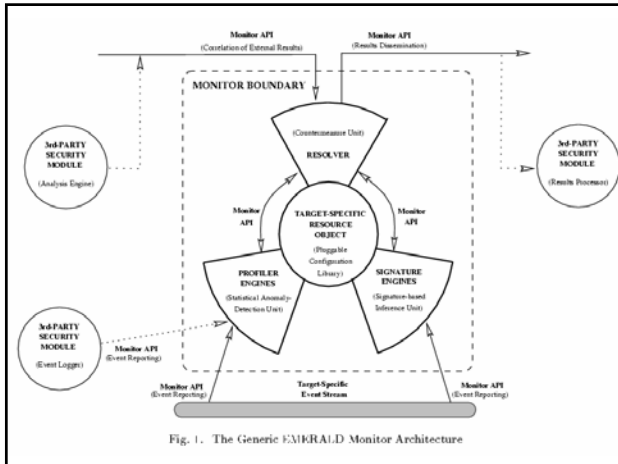 Monitor API
(Correlation of External Results)
Monitor API
(Results Dissemination)
MONITOR BOUNDARY
(Countermeasure Unit)
RESOLVER
3rd-PARTY
SECURITY
MODULE
(Analysis Engine)
3rd-PARTY
SECURITY
MODULE
(Results Processor)
Monitor
API
Monitor
API
TARGET-SPECIFIC
RESOURCE
OBJECT
(Pluggable
Configuration
Library)
PROFILER
ENGINES
(Statistical Anomaly-
Detection Unit)
SIGNATURE
ENGINES
(Signature-based
Inference Unit)
3rd-PARTY
SECURITY
MODULE
(Event Logger)
Monitor API
(Event Reporting)
Monitor API
(Event Reporting)
Target-Specific
Event Stream
Monitor API
(Event Reporting)
Fig. 1. The Generic EMERALD Monitor Architecture